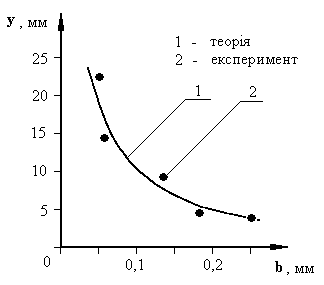 y , мм
1 - теорія
2 - експеримент
25
20
15
10
5
1
2
0
0,1
0,2
b , мм